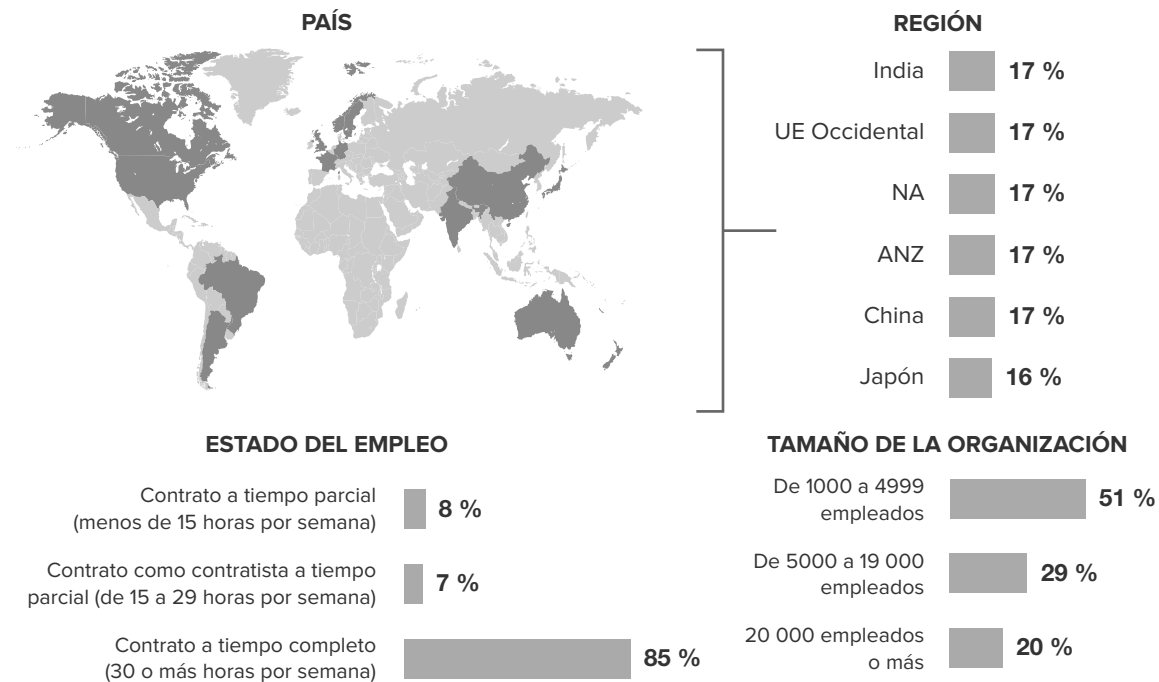 PAÍS
REGIÓN
India
17 %
UE Occidental
17 %
NA
17 %
ANZ
17 %
China
17 %
Japón
16 %
ESTADO DEL EMPLEO
Contrato a tiempo parcial
(menos de 15 horas por semana)
8 %
Contrato como contratista a tiempo
parcial (de 15 a 29 horas por semana)
7 %
Contrato a tiempo completo
(30 o más horas por semana)
85 %
TAMAÑO DE LA ORGANIZACIÓN
De 1000 a 4999
empleados
51 %
De 5000 a 19 000
empleados
29 %
20 000 empleados
o más
20 %